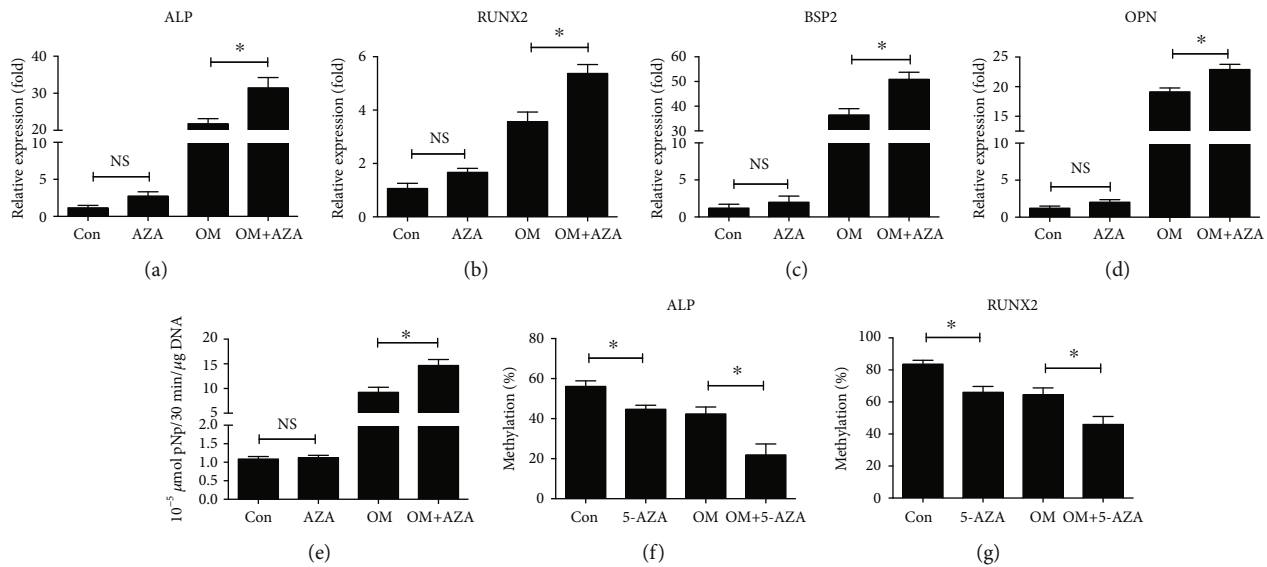 ALP
Relative expression (fold)
40
30
20
10
5
0
*
NS
Con AZA OM OM+AZA
(a)
RUNX2
Relative expression (fold)
6
4
2
0
*
NS
Con AZA OM OM+AZA
(b)
BSP2
Relative expression (fold)
60
50
40
30
10
5
0
*
NS
Con AZA OM OM+AZA
(c)
OPN
Relative expression (fold)
25
20
15
10
5
0
*
NS
Con AZA OM OM+AZA
(d)
10⁻⁵ μmol pNp/30 min/μg DNA
20
15
10
5
2.0
1.5
1.0
0.5
0.0
*
NS
Con AZA OM OM+AZA
(e)
ALP
Methylation (%)
80
60
40
20
0
*
*
Con 5-AZA OM OM+5-AZA
(f)
RUNX2
Methylation (%)
100
80
60
40
20
0
*
*
Con 5-AZA OM OM+5-AZA
(g)